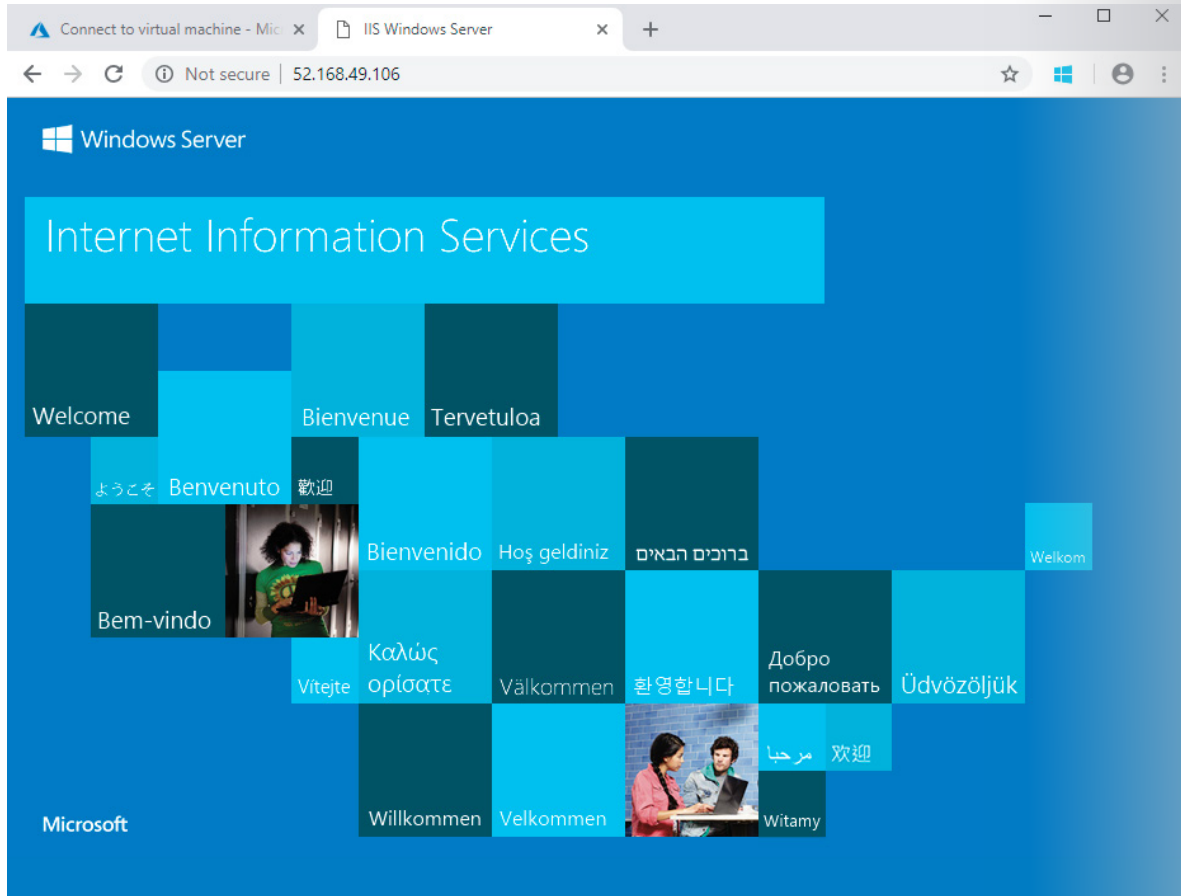 Connect to virtual machine - Mic
IIS Windows Server
Not secure | 52.168.49.106
Windows Server
Internet Information Services
Welcome
Bienvenue
Tervetuloa
ようこそ
Benvenuto
歡迎
Bienvenido
Hoş geldiniz
ברוכים הבאים
Welkom
Bem-vindo
Vítejte
Καλώς
ορίσατε
Välkommen
환영합니다
Добро
пожаловать
Üdvözöljük
مرحبا
欢迎
Willkommen
Velkommen
Witamy
Microsoft